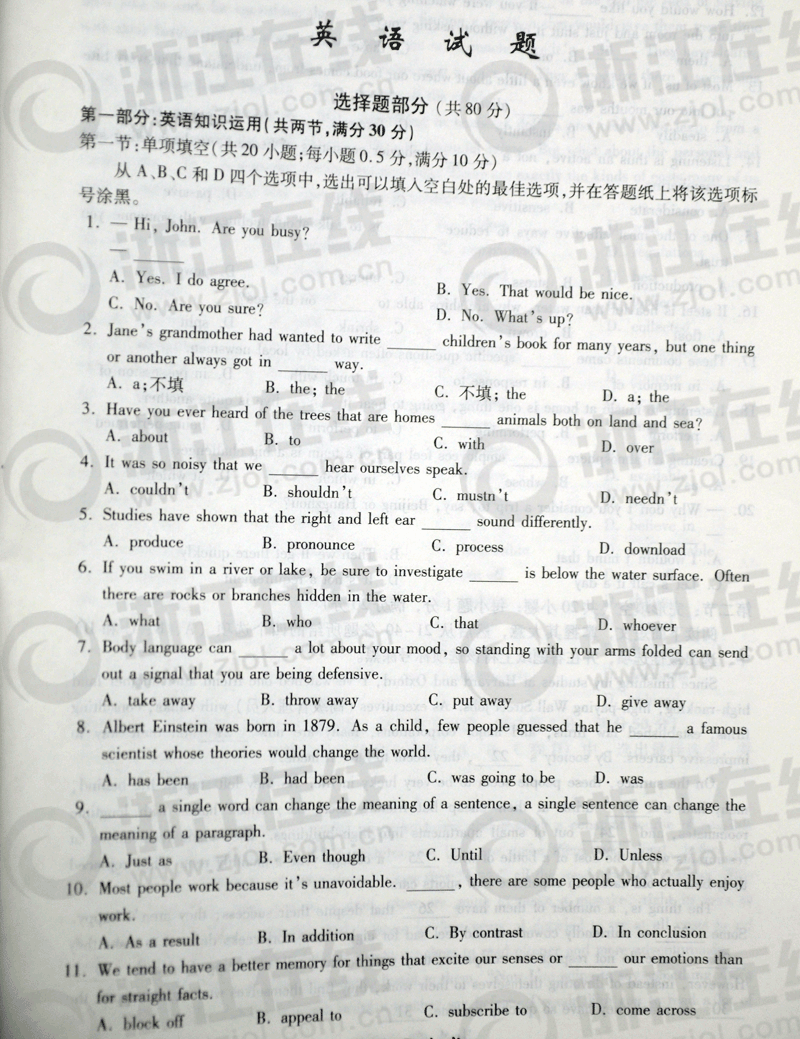 英语试题
选择题部分(共80分)
第一部分:英语知识运用(共两节,满分30分)
第一节:单项填空(共20小题;每小题0.5分,满分10分)
从A、B、C和D四个选项中,选出可以填入空白处的最佳选项,并在答题纸上将该选项标
号涂黑。
1. — Hi, John. Are you busy?
— ______
A. Yes. I do agree. B. Yes. That would be nice.
C. No. Are you sure? D. No. What's up?
2. Jane's grandmother had wanted to write ______ children's book for many years, but one thing
or another always got in ______ way.
A. a;不填 B. the; the C. 不填; the D. a; the
3. Have you ever heard of the trees that are homes ______ animals both on land and sea?
A. about B. to C. with D. over
4. It was so noisy that we ______ hear ourselves speak.
A. couldn't B. shouldn't C. mustn't D. needn't
5. Studies have shown that the right and left ear ______ sound differently.
A. produce B. pronounce C. process D. download
6. If you swim in a river or lake, be sure to investigate ______ is below the water surface. Often
there are rocks or branches hidden in the water.
A. what B. who C. that D. whoever
7. Body language can ______ a lot about your mood, so standing with your arms folded can send
out a signal that you are being defensive.
A. take away B. throw away C. put away D. give away
8. Albert Einstein was born in 1879. As a child, few people guessed that he ______ a famous
scientist whose theories would change the world.
A. has been B. had been C. was going to be D. was
9. ______ a single word can change the meaning of a sentence, a single sentence can change the
meaning of a paragraph.
A. Just as B. Even though C. Until D. Unless
10. Most people work because it's unavoidable. ______, there are some people who actually enjoy
work.
A. As a result B. In addition C. By contrast D. In conclusion
11. We tend to have a better memory for things that excite our senses or ______ our emotions than
for straight facts.
A. block off B. appeal to C. subscribe to D. come across
浙江在线
www.zjol.com.cn